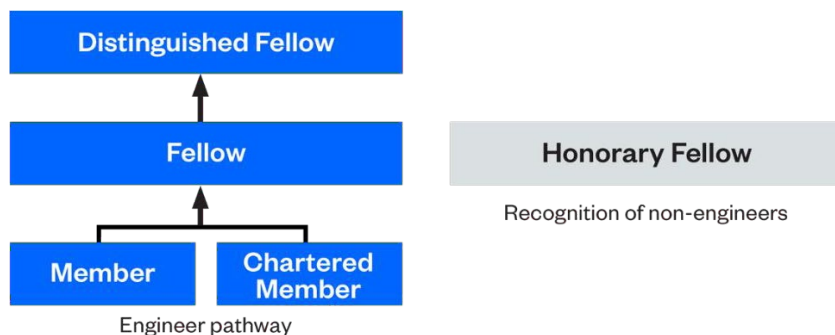 Distinguished Fellow
Fellow
Honorary Fellow
Recognition of non-engineers
Member
Chartered
Member
Engineer pathway